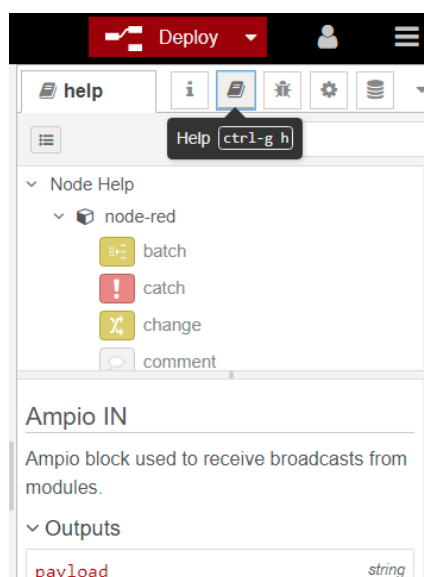 Deploy
help
i
Help ctrl-g h
Node Help
node-red
batch
catch
change
comment
Ampio IN
Ampio block used to receive broadcasts from
modules.
Outputs
payload string